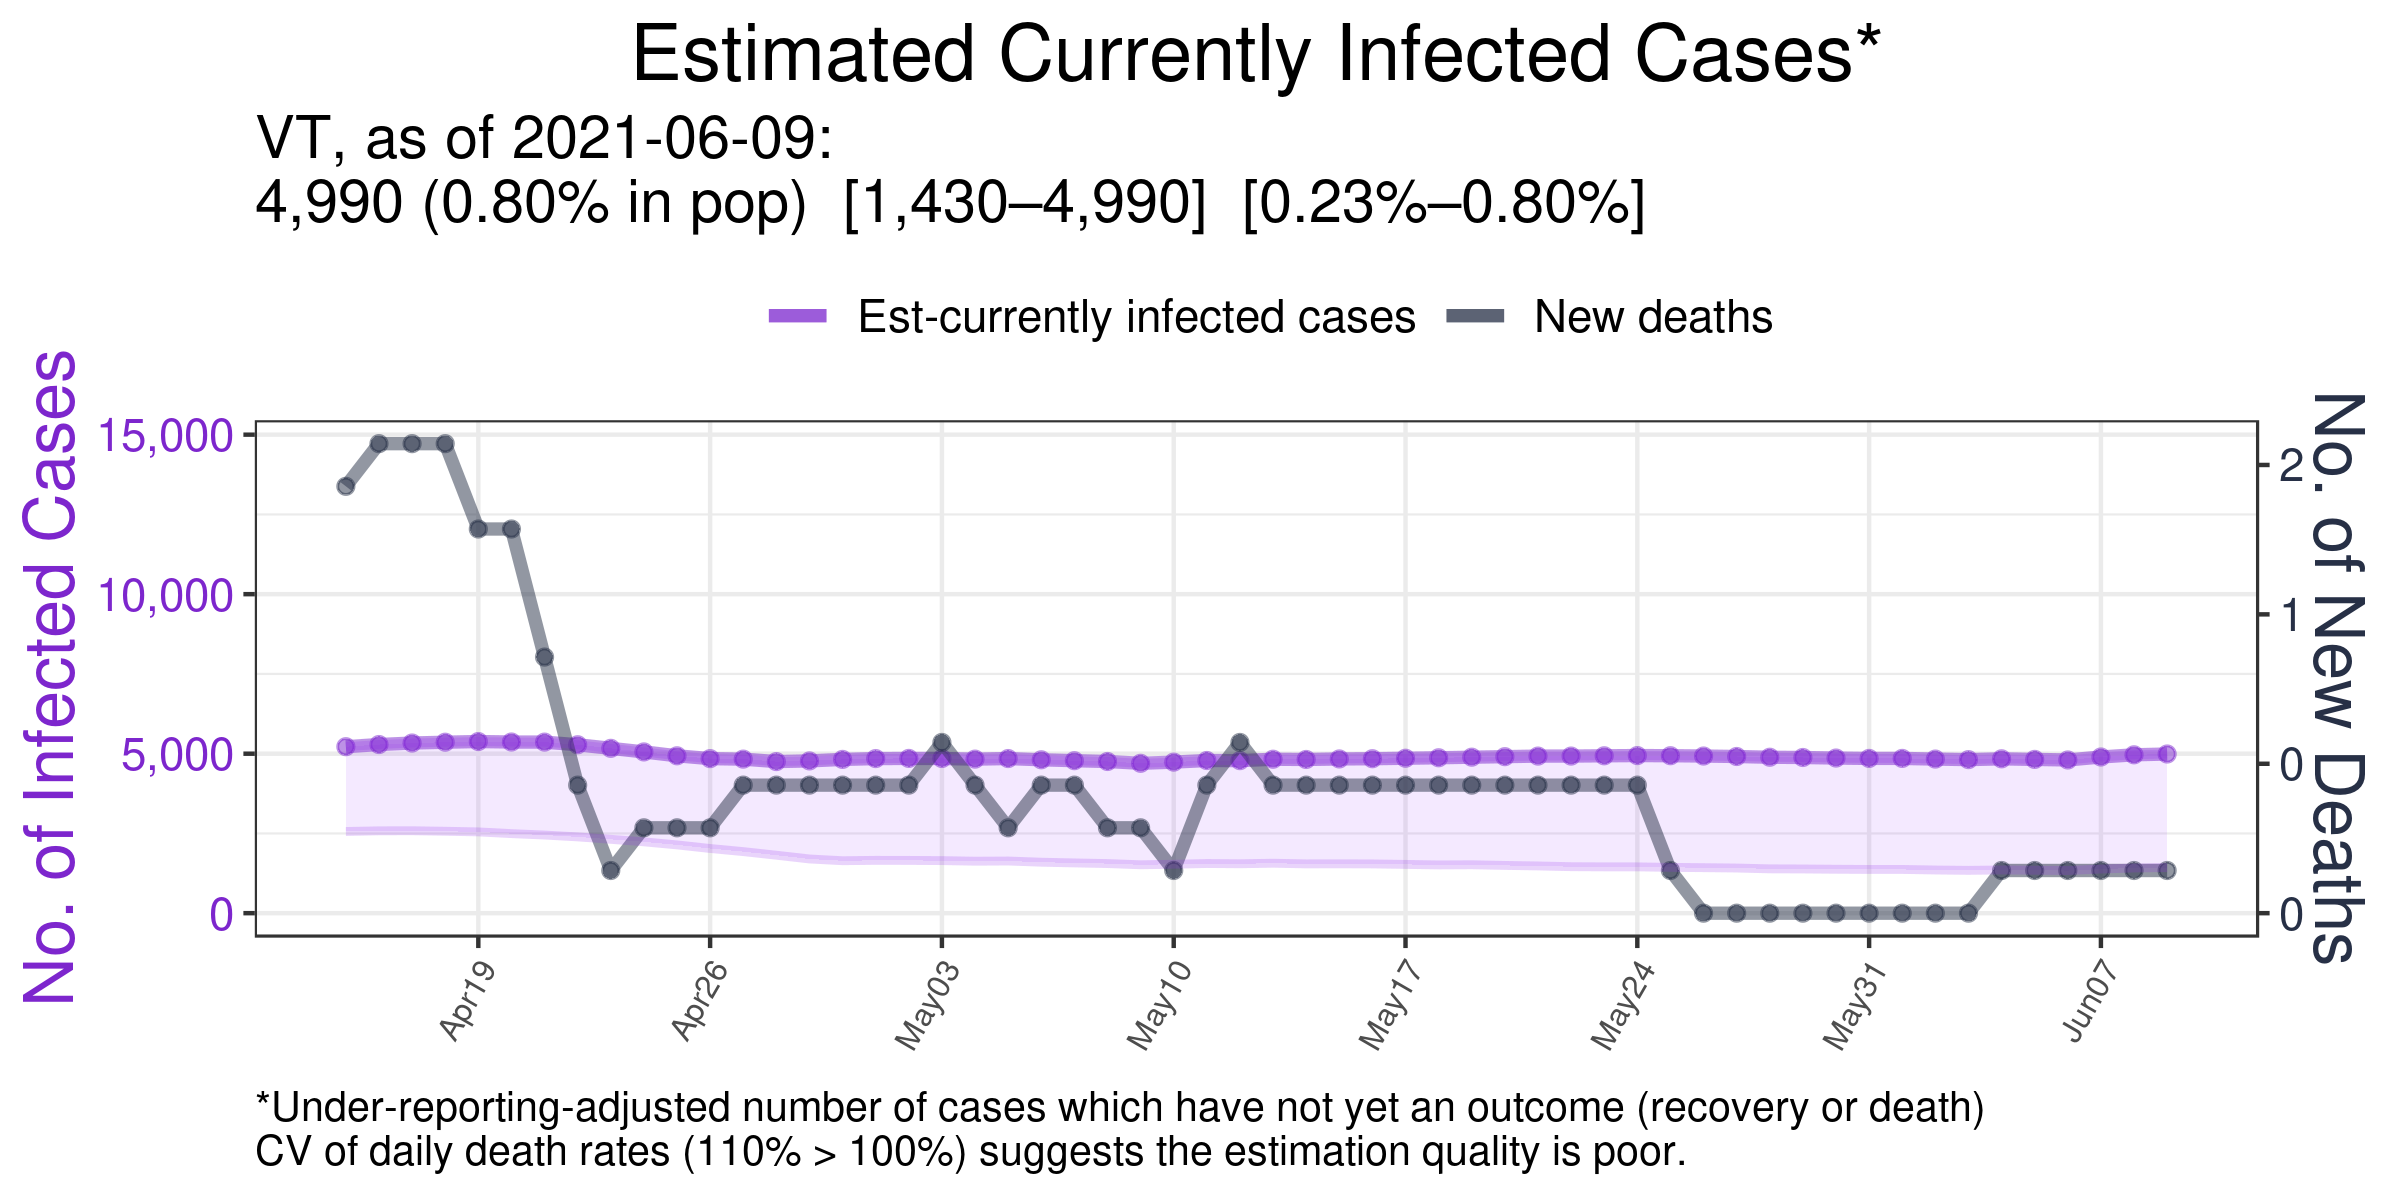 Estimated Currently Infected Cases*
VT, as of 2021-06-09:
4,990 (0.80% in pop)  [1,430–4,990]  [0.23%–0.80%]
Est-currently infected cases
New deaths
No. of Infected Cases
15,000
10,000
5,000
0
2
1
0
0
No. of New Deaths
Apr19
Apr26
May03
May10
May17
May24
May31
Jun07
*Under-reporting-adjusted number of cases which have not yet an outcome (recovery or death)
CV of daily death rates (110% > 100%) suggests the estimation quality is poor.